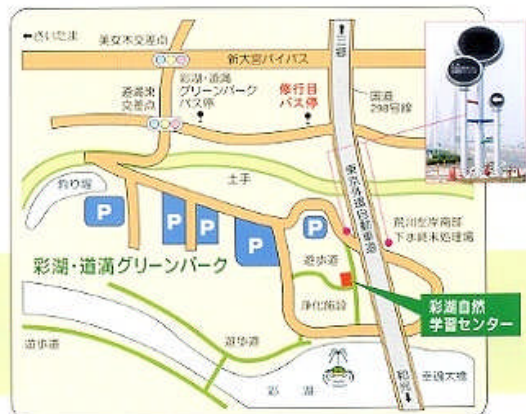 ←さいたま
美女木交差点
新大宮バイパス
↑三郷
道満東
交差点
彩湖・道満
グリーンパーク
バス停
修行目
バス停
国道
298号線
釣り堀
土手
東京外環自動車道
荒川左岸南部
下水終末処理場
P
P
P
P
P
彩湖・道満グリーンパーク
遊歩道
浄化施設
彩湖自然
学習センター
遊歩道
遊歩道
彩 湖
和光↓
幸魂大橋